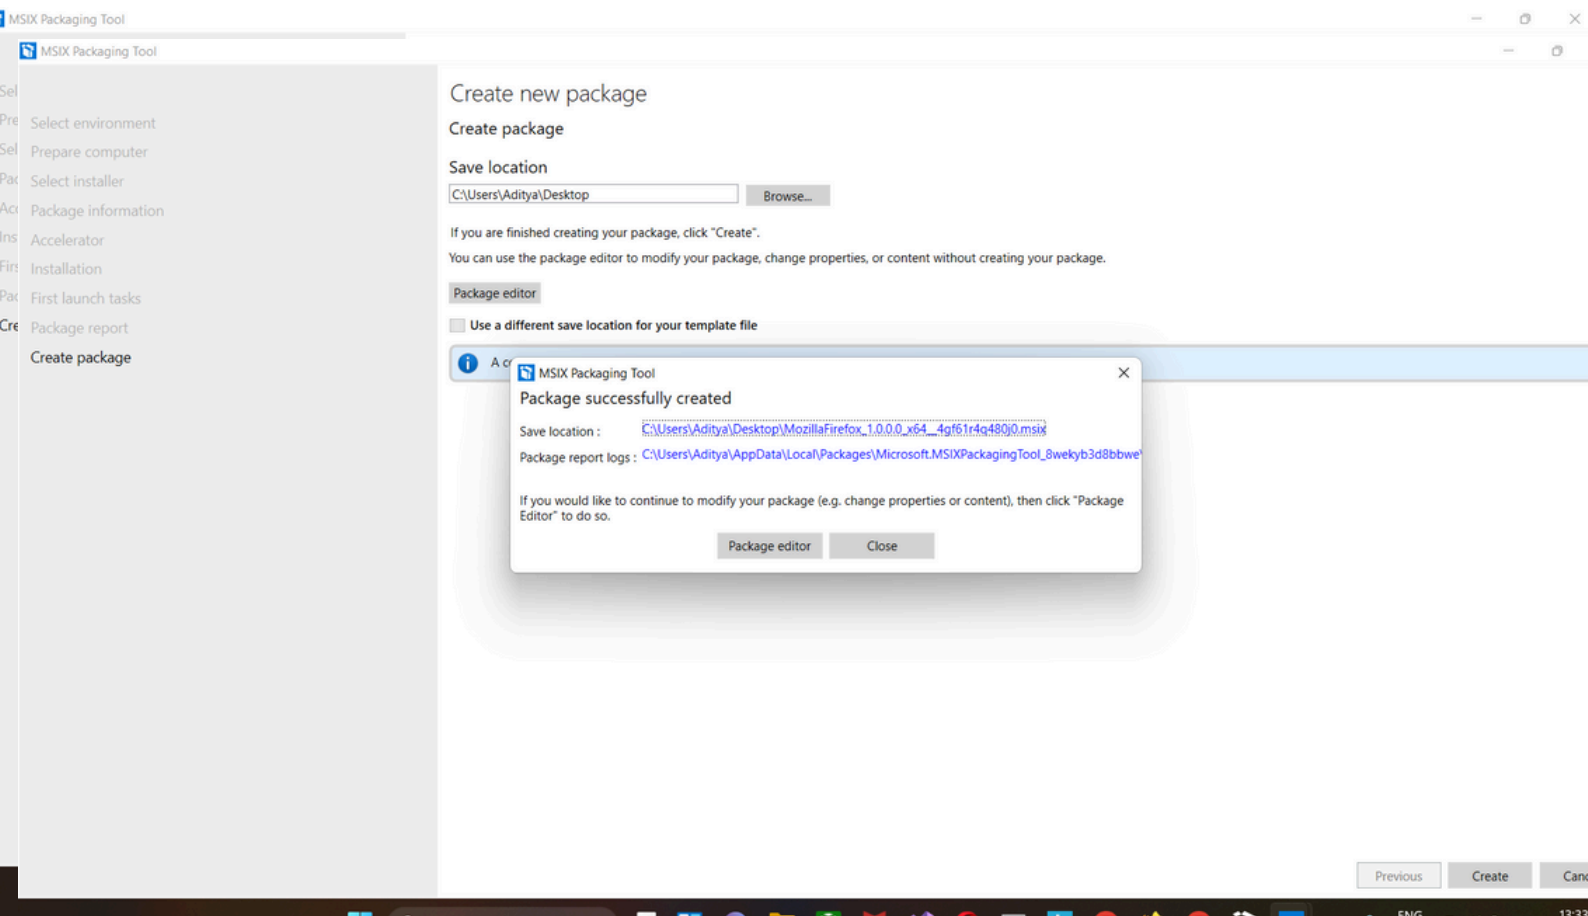 MSIX Packaging Tool
MSIX Packaging Tool
Select environment
Prepare computer
Select installer
Package information
Accelerator
Installation
First launch tasks
Package report
Create package
Create new package
Create package
Save location
C:\Users\Aditya\Desktop
Browse...
If you are finished creating your package, click "Create".
You can use the package editor to modify your package, change properties, or content without creating your package.
Package editor
Use a different save location for your template file
MSIX Packaging Tool
Package successfully created
Save location : C:\Users\Aditya\Desktop\MozillaFirefox_1.0.0.0_x64__4gf61r4q480j0.msix
Package report logs : C:\Users\Aditya\AppData\Local\Packages\Microsoft.MSIXPackagingTool_8wekyb3d8bbwe\
If you would like to continue to modify your package (e.g. change properties or content), then click "Package
Editor" to do so.
Package editor Close
Previous Create Canc
ENG 13:33